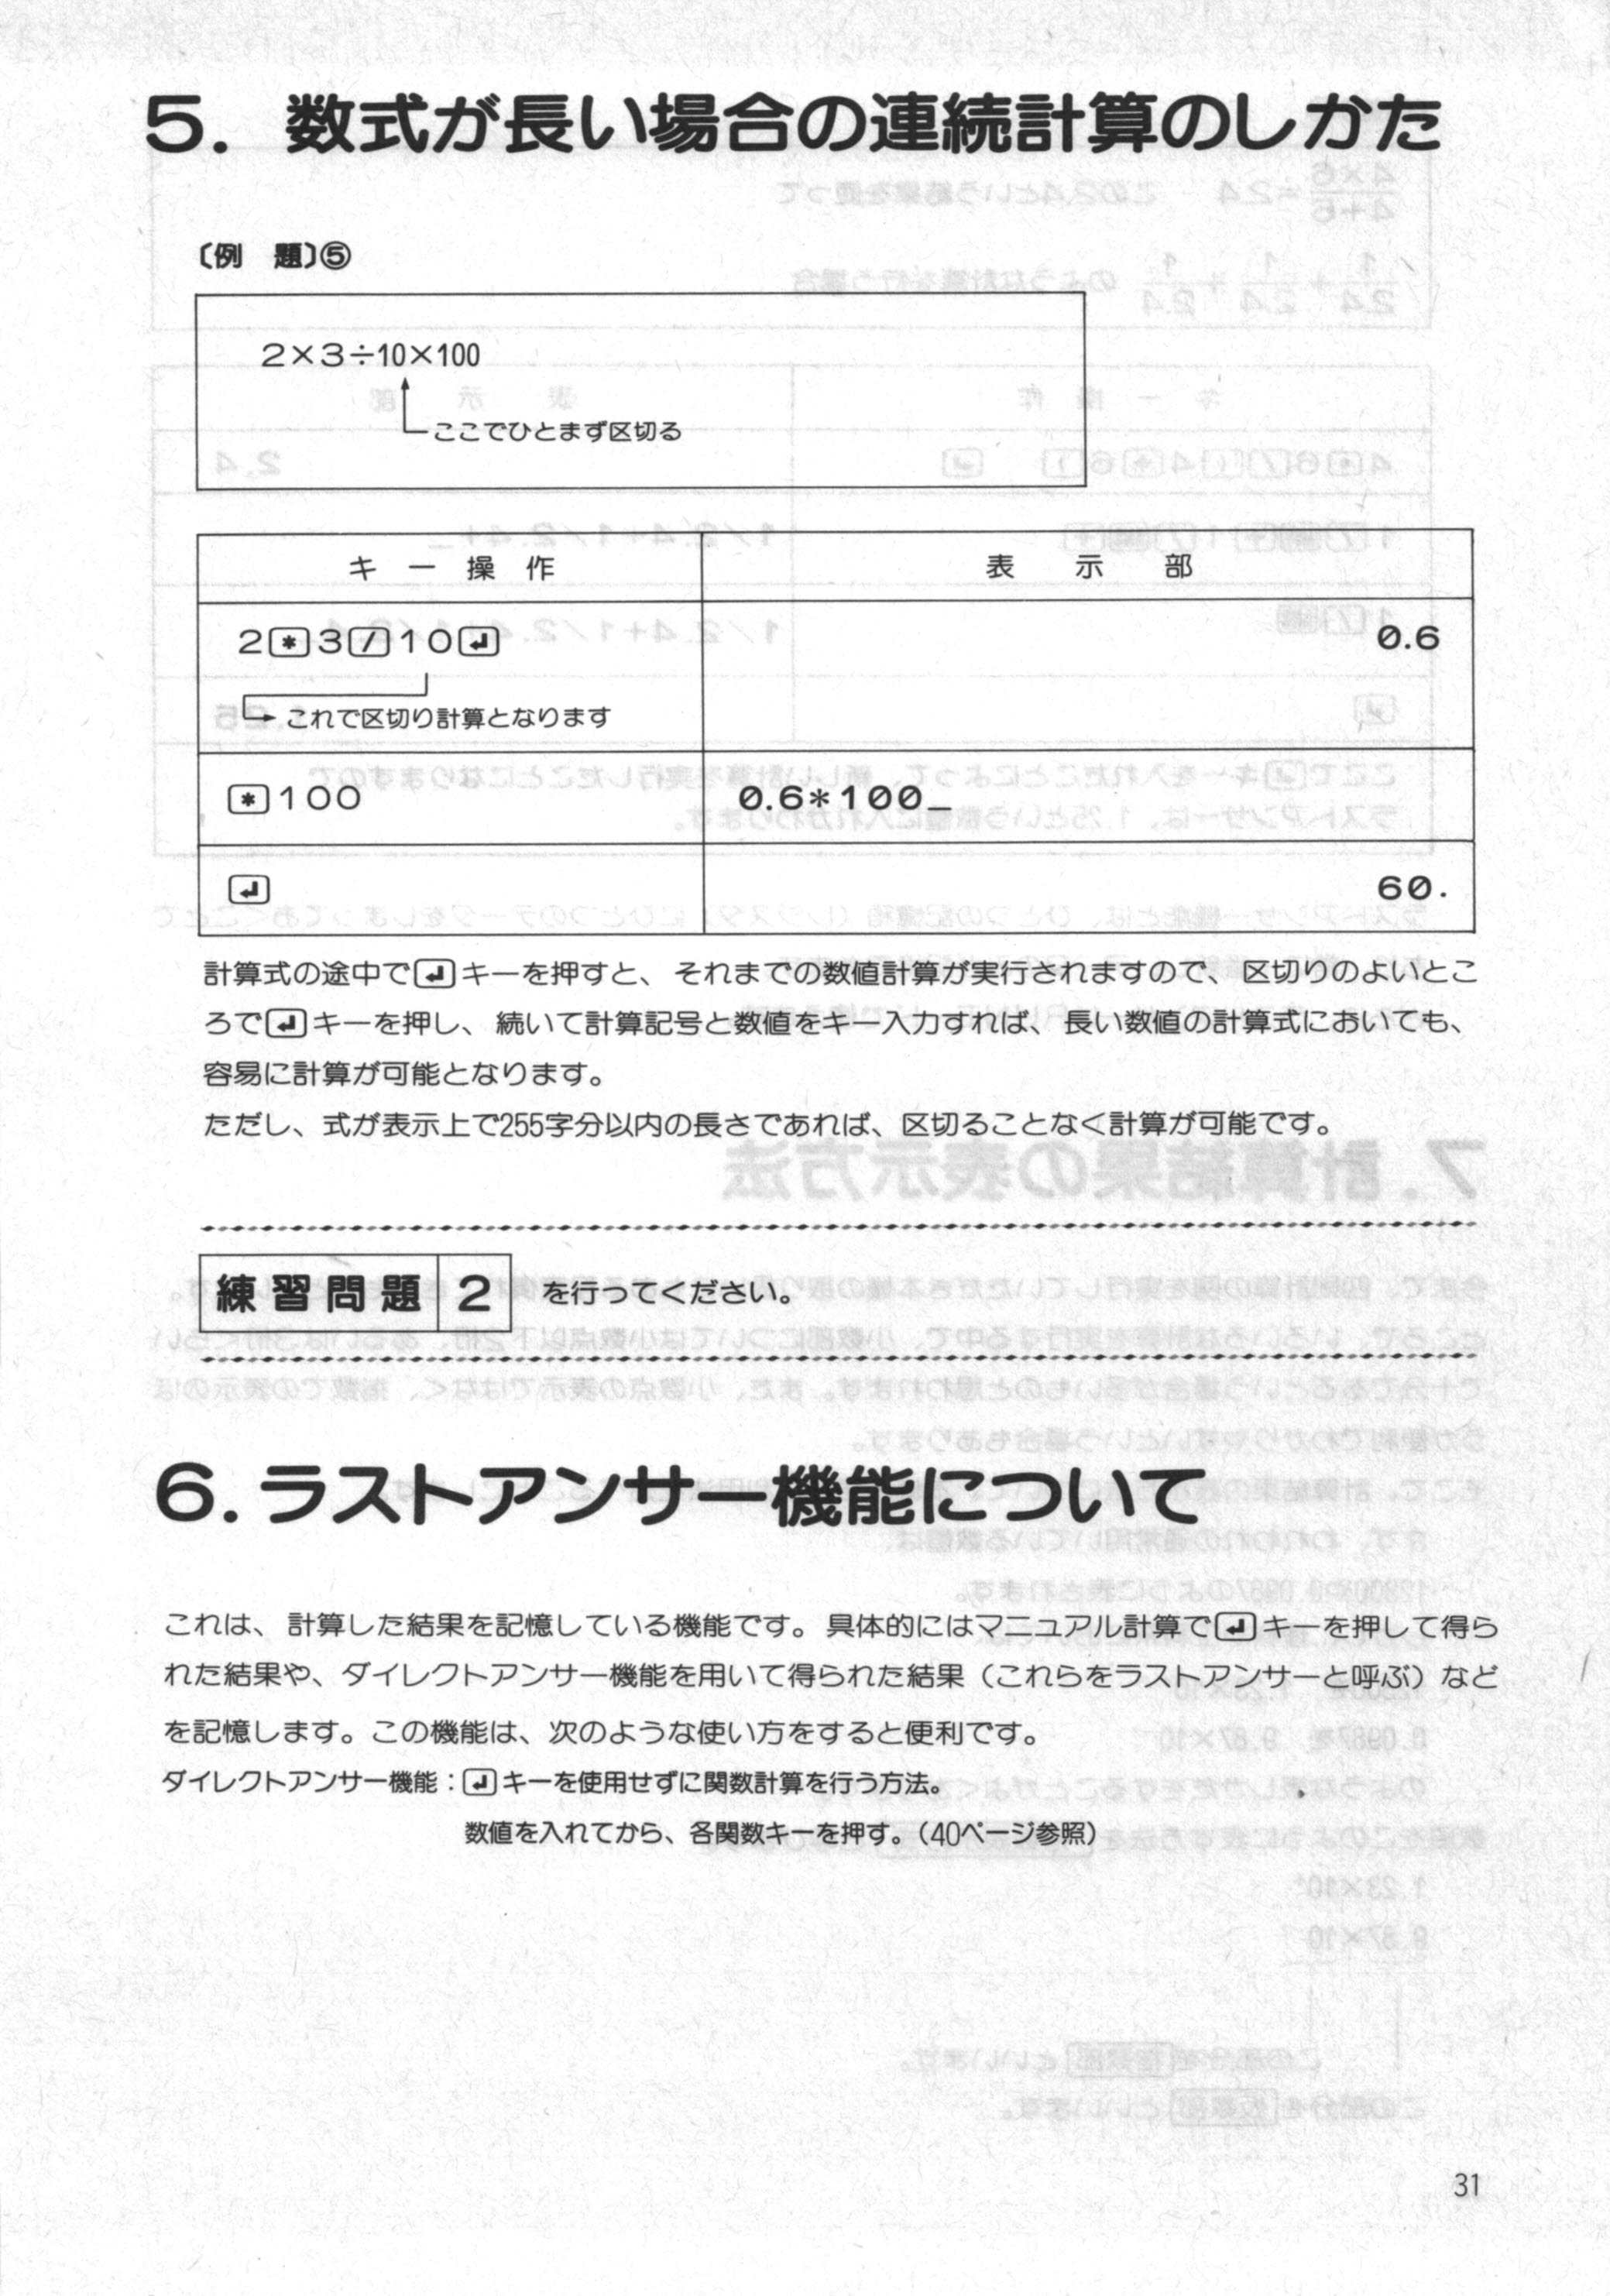 5. 数式が長い場合の連続計算のしかた
〔例　題〕⑤
2×3÷10×100
ここでひとまず区切る
キー操作　表示部
2[*]3[/]10[↵]　0.6
これで区切り計算となります
[*]100　0.6*100_
[↵]　60.
計算式の途中で[↵]キーを押すと、それまでの数値計算が実行されますので、区切りのよいとこ
ろで[↵]キーを押し、続いて計算記号と数値をキー入力すれば、長い数値の計算式においても、
容易に計算が可能となります。
ただし、式が表示上で255字分以内の長さであれば、区切ることなく計算が可能です。
練習問題 2 を行ってください。
6. ラストアンサー機能について
これは、計算した結果を記憶している機能です。具体的にはマニュアル計算で[↵]キーを押して得ら
れた結果や、ダイレクトアンサー機能を用いて得られた結果（これらをラストアンサーと呼ぶ）など
を記憶します。この機能は、次のような使い方をすると便利です。
ダイレクトアンサー機能：[↵]キーを使用せずに関数計算を行う方法。
数値を入れてから、各関数キーを押す。（40ページ参照）
31